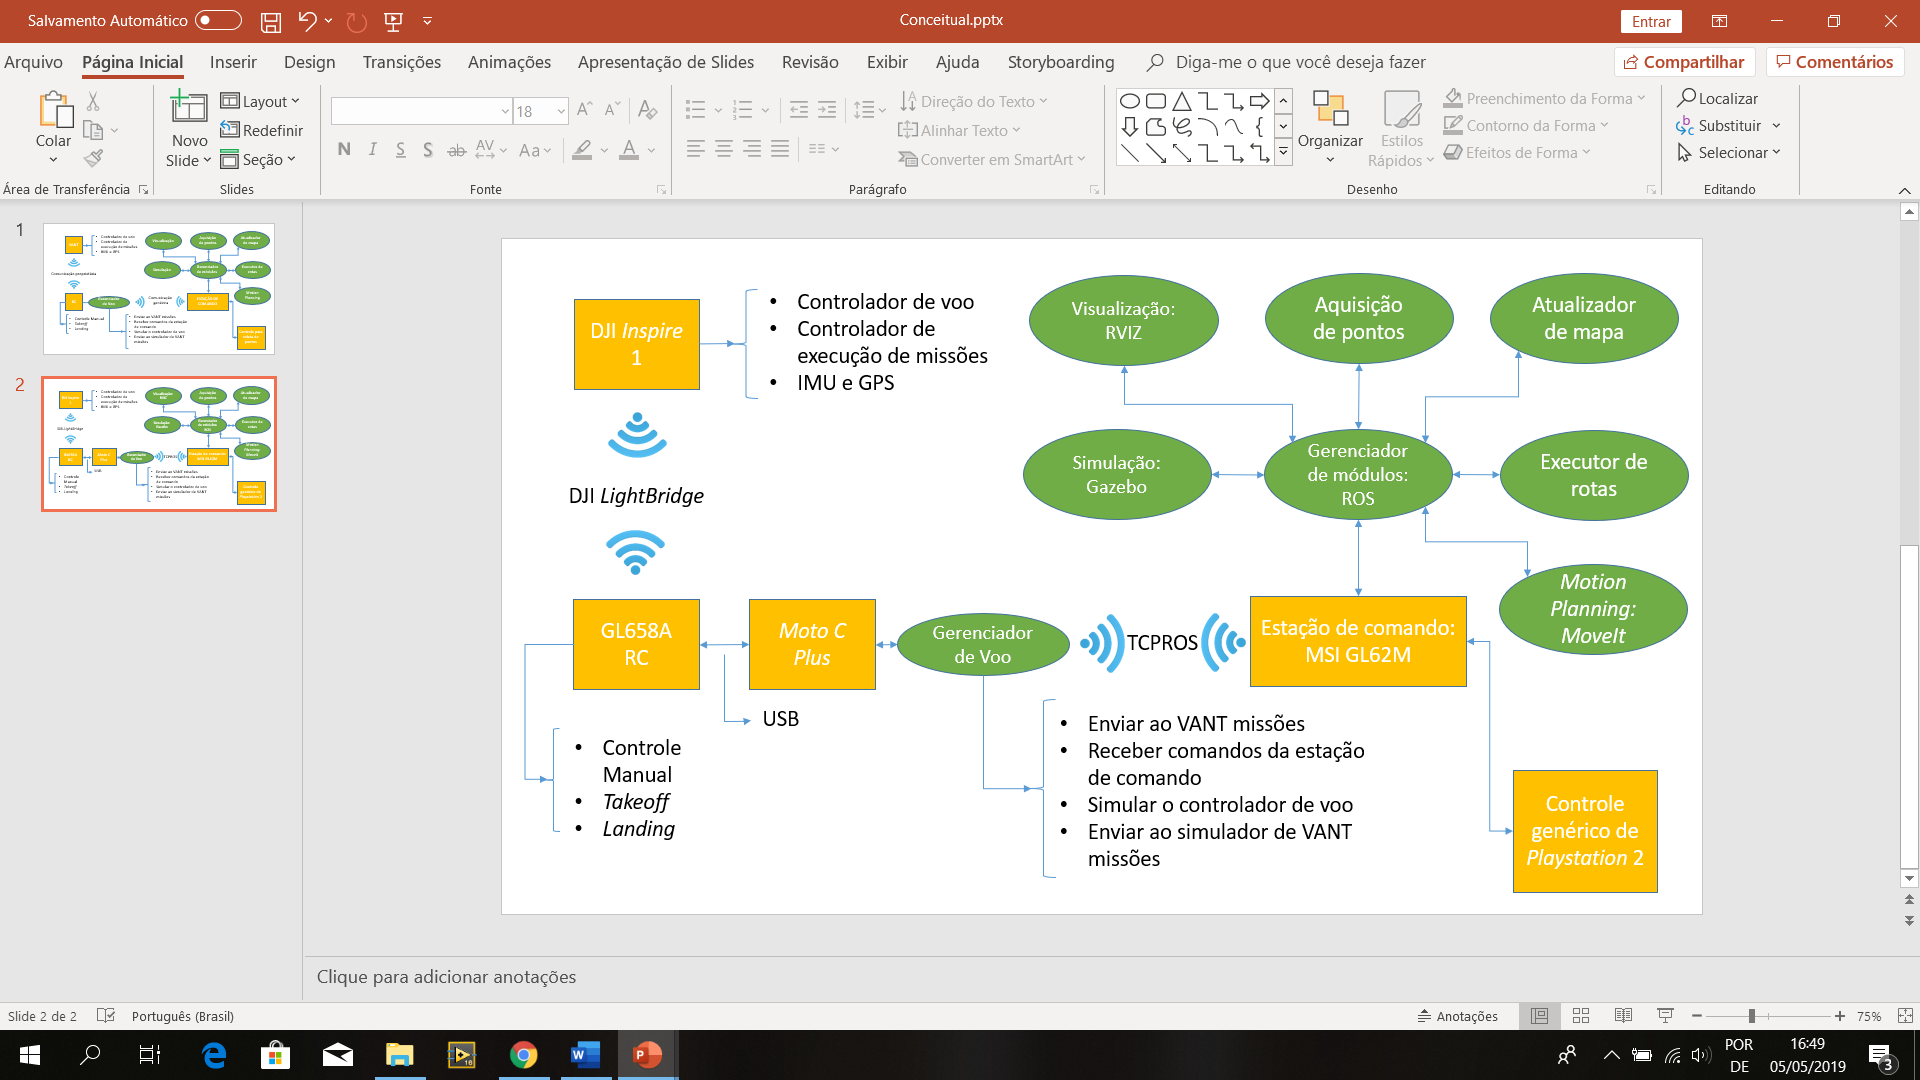 Salvamento Automático
Conceitual.pptx
Entrar
Arquivo
Página Inicial
Inserir
Design
Transições
Animações
Apresentação de Slides
Revisão
Exibir
Ajuda
Storyboarding
Diga-me o que você deseja fazer
Compartilhar
Comentários
Colar
Área de Transferência
Novo
Slide
Layout
Redefinir
Seção
Slides
18
N I S S ab AV Aa A
Fonte
Direção do Texto
Alinhar Texto
Converter em SmartArt
Parágrafo
Organizar
Estilos
Rápidos
Preenchimento da Forma
Contorno da Forma
Efeitos de Forma
Desenho
Localizar
Substituir
Selecionar
Editando
1
2
DJI Inspire
1
• Controlador de voo
• Controlador de
execução de missões
• IMU e GPS
Visualização:
RVIZ
Aquisição
de pontos
Atualizador
de mapa
DJI LightBridge
Simulação:
Gazebo
Gerenciador
de módulos:
ROS
Executor de
rotas
Motion
Planning:
MoveIt
GL658A
RC
Moto C
Plus
Gerenciador
de Voo
TCPROS
Estação de comando:
MSI GL62M
USB
• Controle
Manual
• Takeoff
• Landing
• Enviar ao VANT missões
• Receber comandos da estação
de comando
• Simular o controlador de voo
• Enviar ao simulador de VANT
missões
Controle
genérico de
Playstation 2
Clique para adicionar anotações
Slide 2 de 2
Português (Brasil)
Anotações
75%
POR
DE
16:49
05/05/2019
3